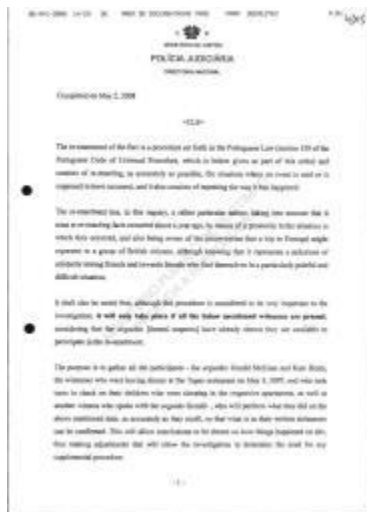 POLÍCIA JUDICIÁRIA
DIRECTORIA NACIONAL
Completed on May 2, 2008
The re-enactment of the fact is a procedure set forth in the Portuguese Law (section 150 of the
Portuguese Code of Criminal Procedure, which is below given as part of this order) and
consists of re-enacting, as accurately as possible, the situation where an event is said or is
supposed to have occurred, and it also consists of repeating the way it has happened.
The re-enactment has, in this inquiry, a rather particular nature, taking into account that it
aims at re-enacting facts occurred about a year ago, by means of a proximity to the situation in
which they occurred, and also being aware of the that a trip to Portugal might
represent to a group of British citizens, although knowing that it represents a milestone of
solidarity among friends and towards friends who find themselves in a particularly painful and
difficult situation.
It shall also be noted that, although this procedure is considered to be very important to the
investigation, it will only take place if all the below mentioned witnesses are present,
considering that the arguidos [formal suspects] have already shown they are available to
participate in the re-enactment.
The purpose is to gather all the participants - the arguidos Gerald McCann and Kate Healy,
the witnesses who were having dinner at the Tapas restaurant on May 3, 2007, and who took
turns to check on their children who were sleeping in the respective apartments, as well as
another witness who spoke with the arguido Gerald -, who will perform what they did on the
above mentioned date, as accurately as they recall, so that what is in their written statements
can be confirmed. This will allow conclusions to be drawn on how things happened on site,
thus making adjustments that will allow the investigation to determine the need for any
supplemental procedure.
-1-